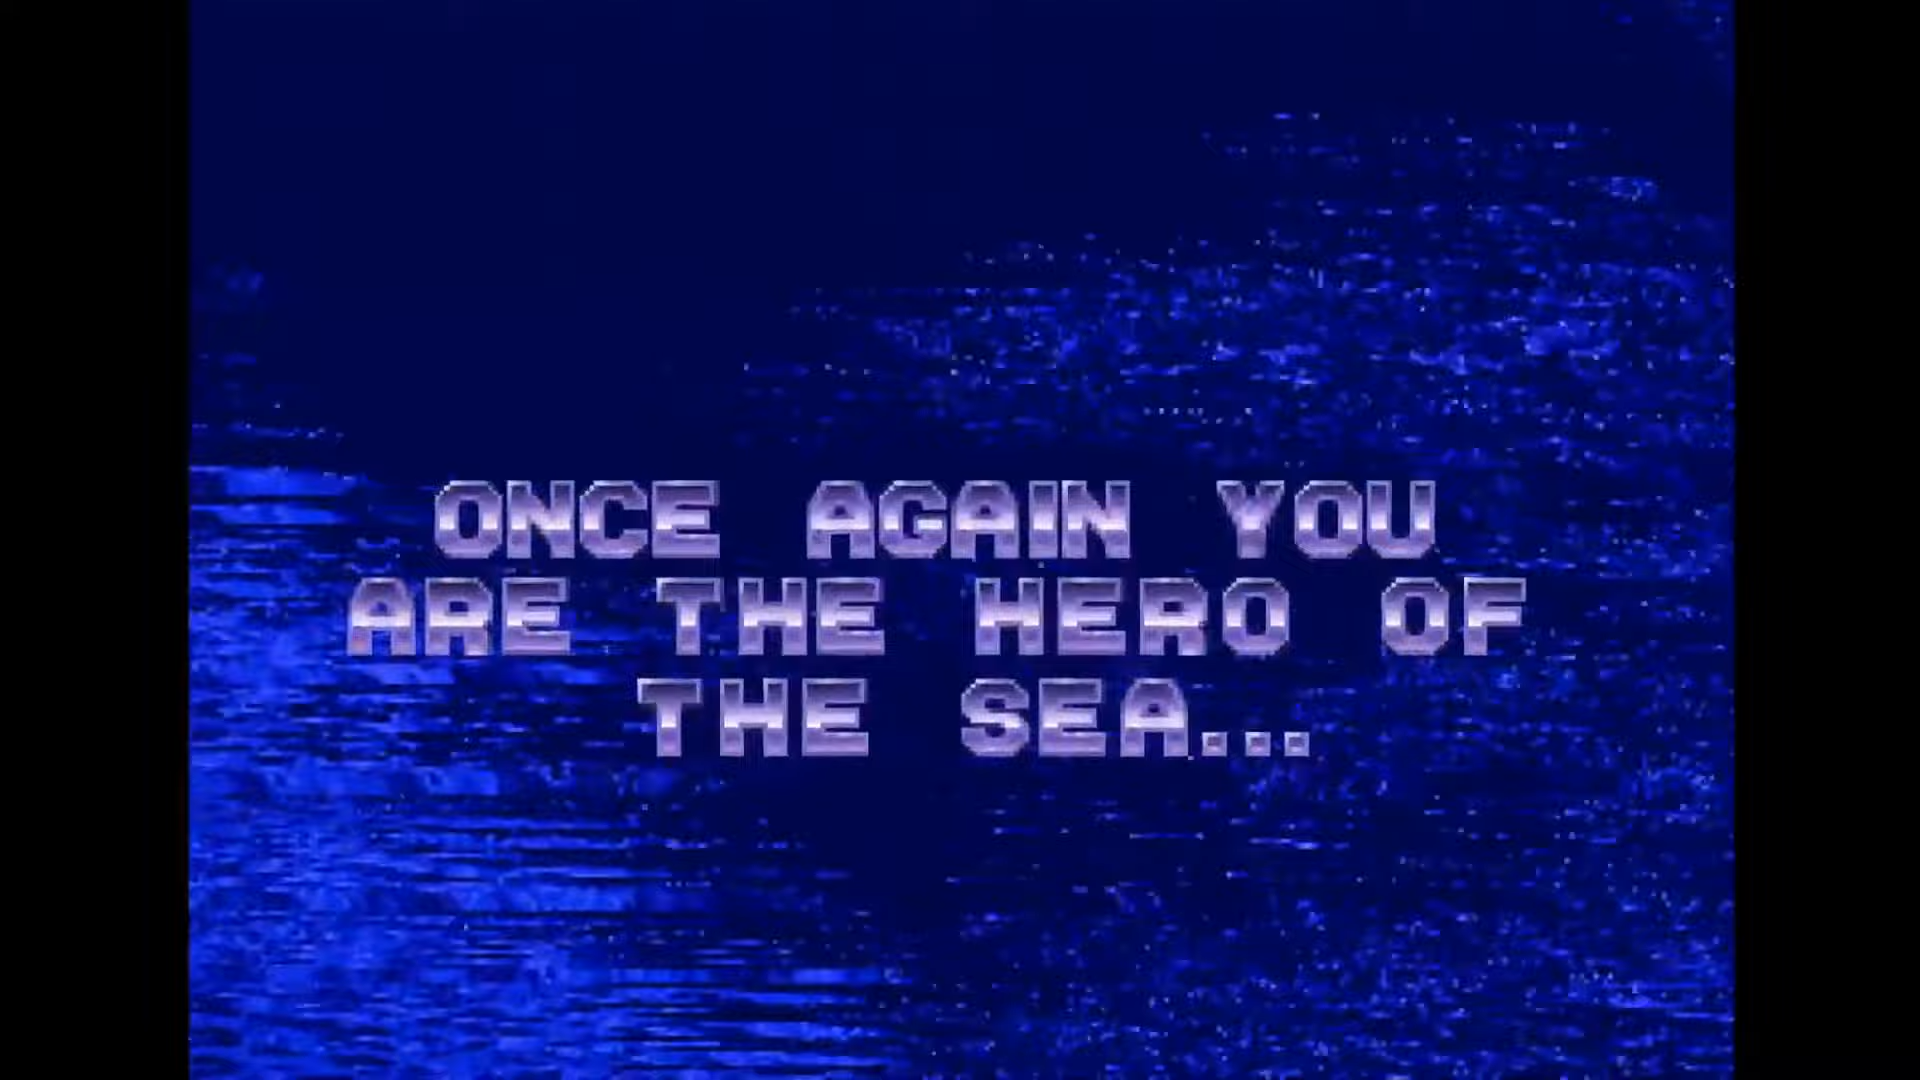 ONCE AGAIN YOU
ARE THE HERO OF
THE SEA...